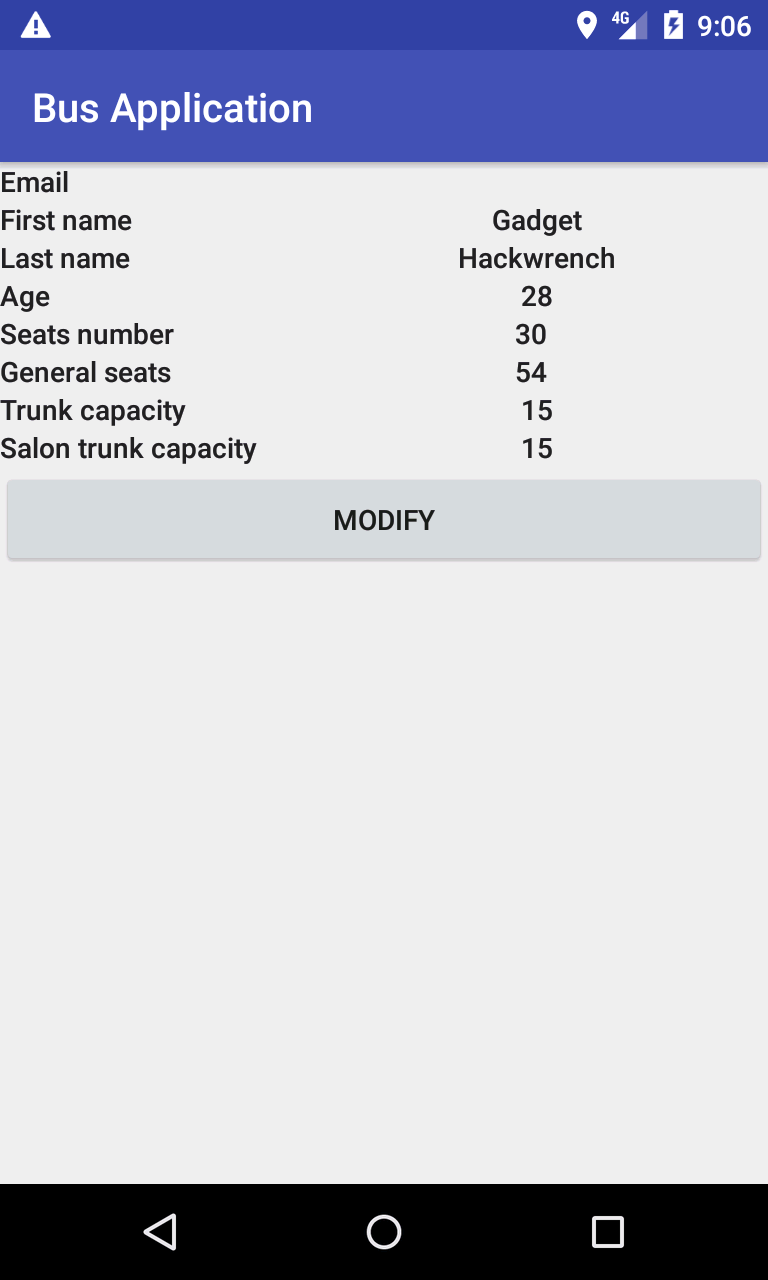 4G 9:06
Bus Application
Email
First name Gadget
Last name Hackwrench
Age 28
Seats number 30
General seats 54
Trunk capacity 15
Salon trunk capacity 15
MODIFY